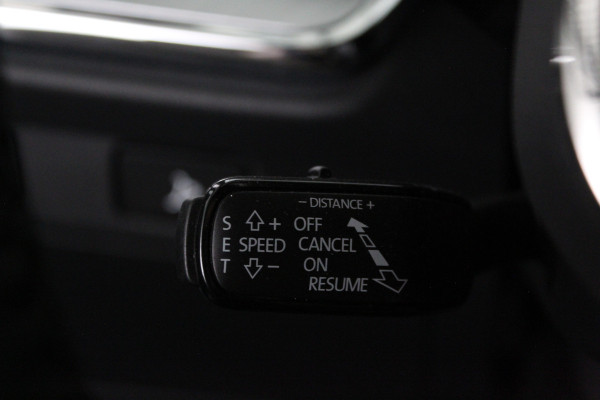 − DISTANCE +
S + OFF
E SPEED CANCEL
T − ON
RESUME